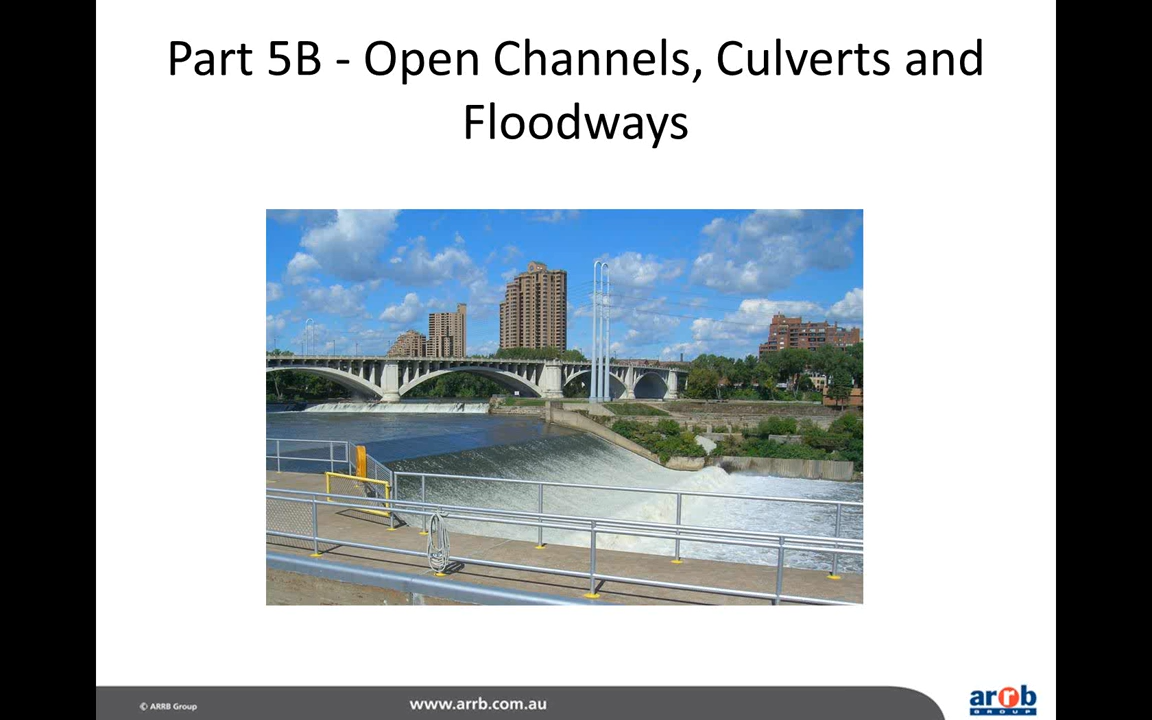 Part 5B - Open Channels, Culverts and
Floodways
© ARRB Group
www.arrb.com.au
arrb
GROUP